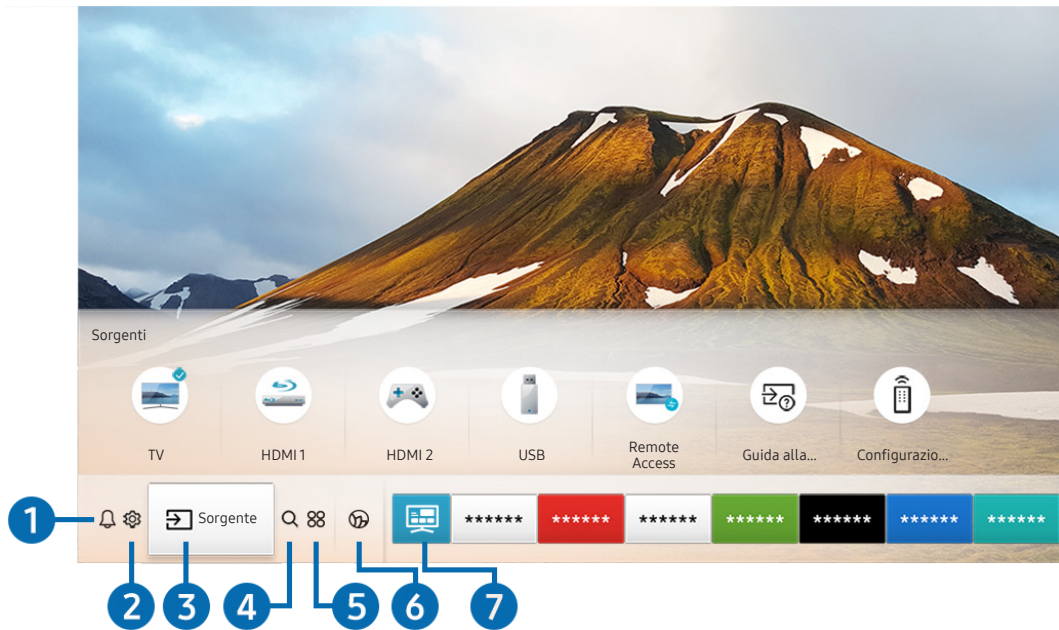 Sorgenti
TV
HDMI 1
HDMI 2
USB
Remote
Access
Guida alla...
Configurazio...
Sorgente
******
******
******
******
******
******
******
1
2
3
4
5
6
7